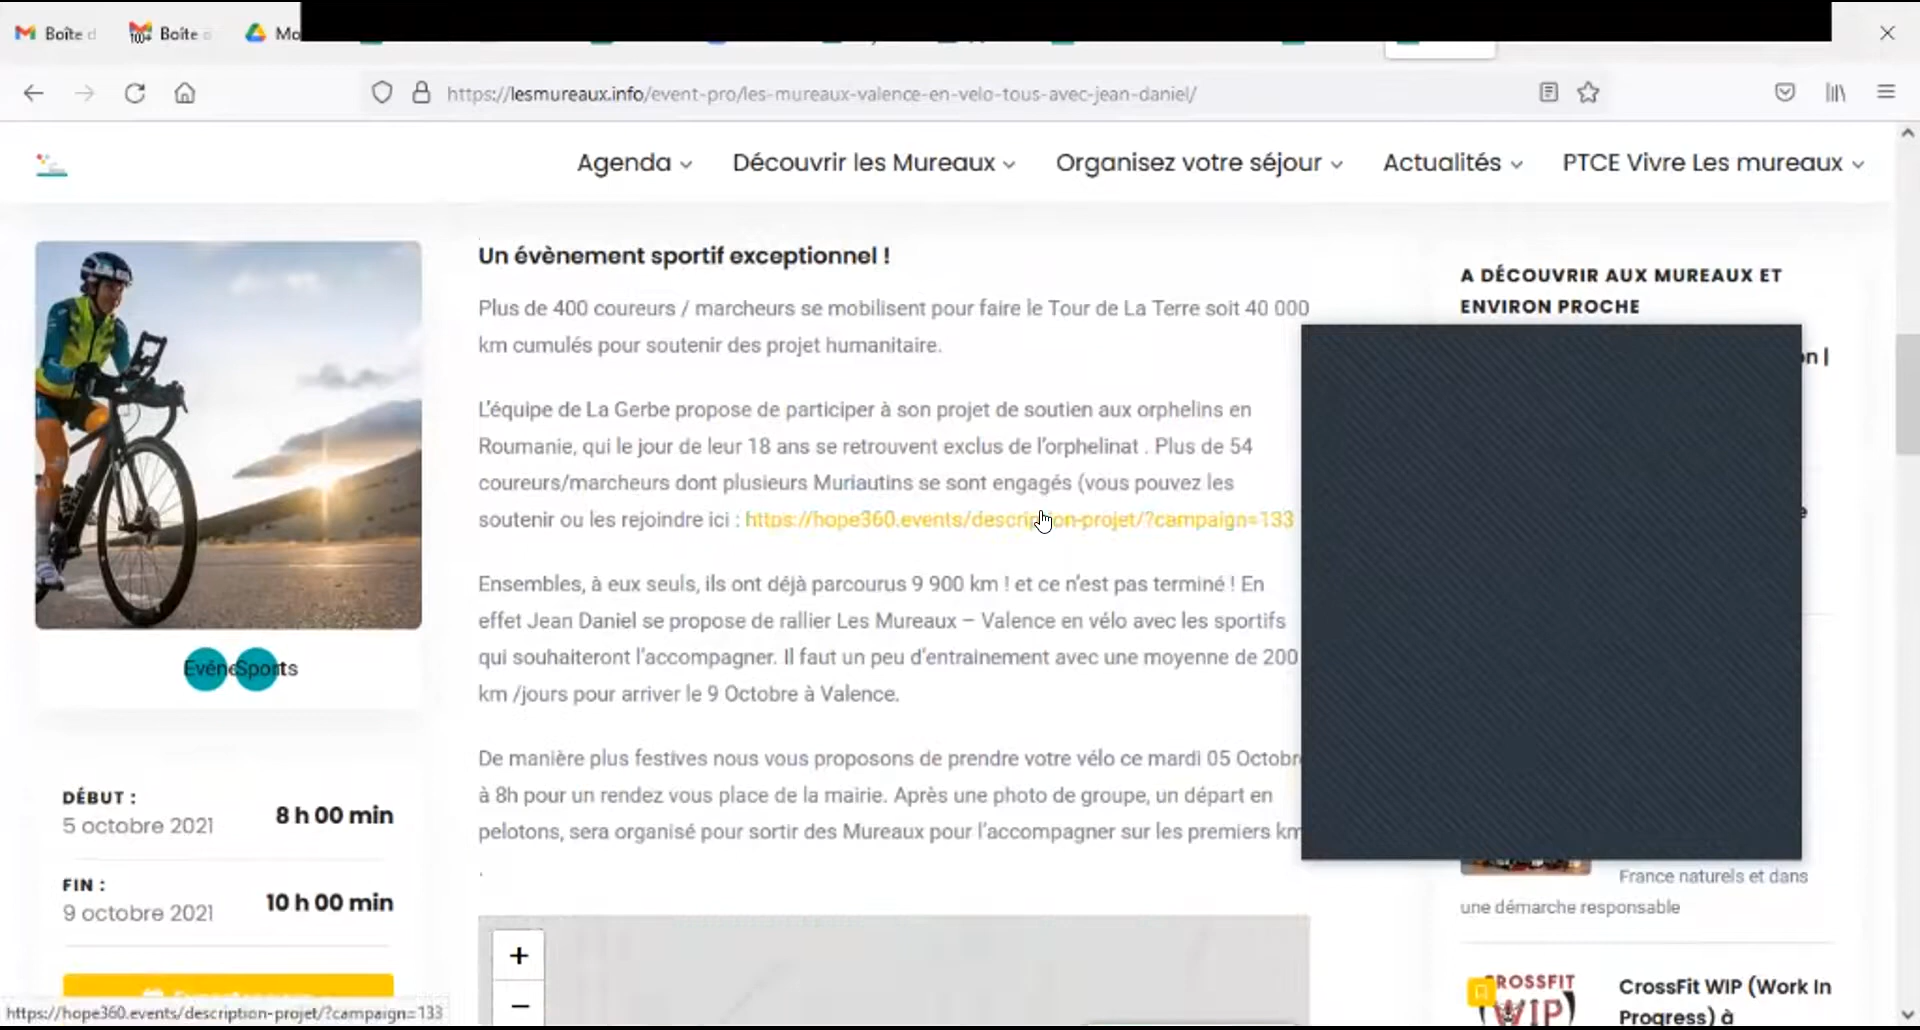 Boîte d
Boîte
Mo
https://lesmureaux.info/event-pro/les-mureaux-valence-en-velo-tous-avec-jean-daniel/
Agenda
Découvrir les Mureaux
Organisez votre séjour
Actualités
PTCE Vivre Les mureaux
Evéne
Sports
DÉBUT :
5 octobre 2021
8 h 00 min
FIN :
9 octobre 2021
10 h 00 min
Un évènement sportif exceptionnel !
Plus de 400 coureurs / marcheurs se mobilisent pour faire le Tour de La Terre soit 40 000
km cumulés pour soutenir des projet humanitaire.
L'équipe de La Gerbe propose de participer à son projet de soutien aux orphelins en
Roumanie, qui le jour de leur 18 ans se retrouvent exclus de l'orphelinat . Plus de 54
coureurs/marcheurs dont plusieurs Muriautins se sont engagés (vous pouvez les
soutenir ou les rejoindre ici : https://hope360.events/description-projet/?campaign=133
Ensembles, à eux seuls, ils ont déjà parcourus 9 900 km ! et ce n'est pas terminé ! En
effet Jean Daniel se propose de rallier Les Mureaux – Valence en vélo avec les sportifs
qui souhaiteront l'accompagner. Il faut un peu d'entrainement avec une moyenne de 200
km /jours pour arriver le 9 Octobre à Valence.
De manière plus festives nous vous proposons de prendre votre vélo ce mardi 05 Octobre
à 8h pour un rendez vous place de la mairie. Après une photo de groupe, un départ en
pelotons, sera organisé pour sortir des Mureaux pour l'accompagner sur les premiers km
.
+
−
A DÉCOUVRIR AUX MUREAUX ET
ENVIRON PROCHE
on |
e
France naturels et dans
une démarche responsable
CROSSFIT
WIP
CrossFit WIP (Work In
Progress) à
https://hope360.events/description-projet/?campaign=133